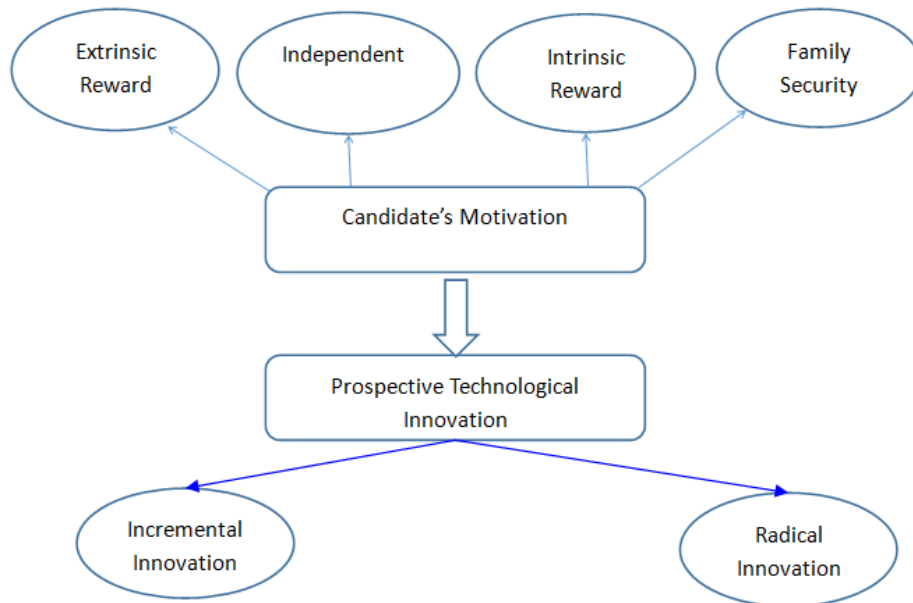 Extrinsic
Reward
Independent
Intrinsic
Reward
Family
Security
Candidate’s Motivation
Prospective Technological
Innovation
Incremental
Innovation
Radical
Innovation